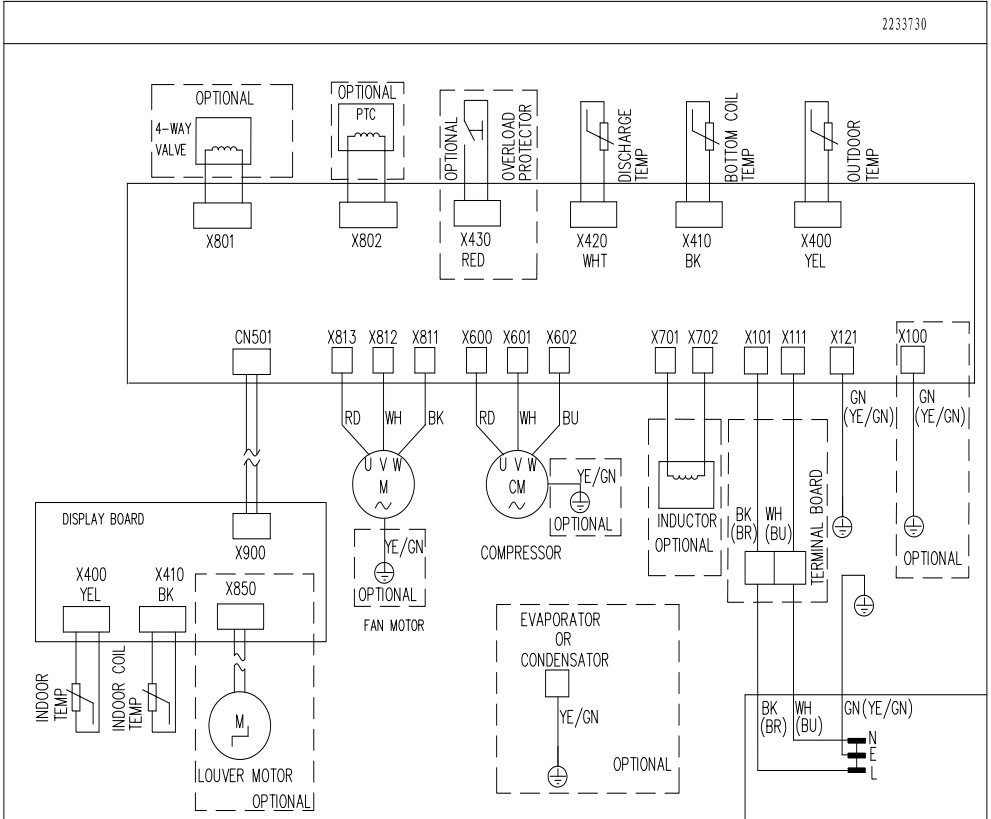 2233730
OPTIONAL
4-WAY
VALVE
OPTIONAL
PTC
OPTIONAL
OVERLOAD
PROTECTOR
DISCHARGE
TEMP
BOTTOM COIL
TEMP
OUTDOOR
TEMP
X801
X802
X430
RED
X420
WHT
X410
BK
X400
YEL
CN501
X813
X812
X811
X600
X601
X602
X701
X702
X101
X111
X121
X100
RD
WH
BK
RD
WH
BU
GN
(YE/GN)
GN
(YE/GN)
U V W
M
U V W
CM
YE/GN
OPTIONAL
YE/GN
OPTIONAL
FAN MOTOR
COMPRESSOR
INDUCTOR
OPTIONAL
BK
(BR)
WH
(BU)
TERMINAL BOARD
OPTIONAL
DISPLAY BOARD
X900
X400
YEL
X410
BK
X850
INDOOR
TEMP
INDOOR COIL
TEMP
M
LOUVER MOTOR
OPTIONAL
EVAPORATOR
OR
CONDENSATOR
YE/GN
OPTIONAL
BK
(BR)
WH
(BU)
GN(YE/GN)
N
E
L